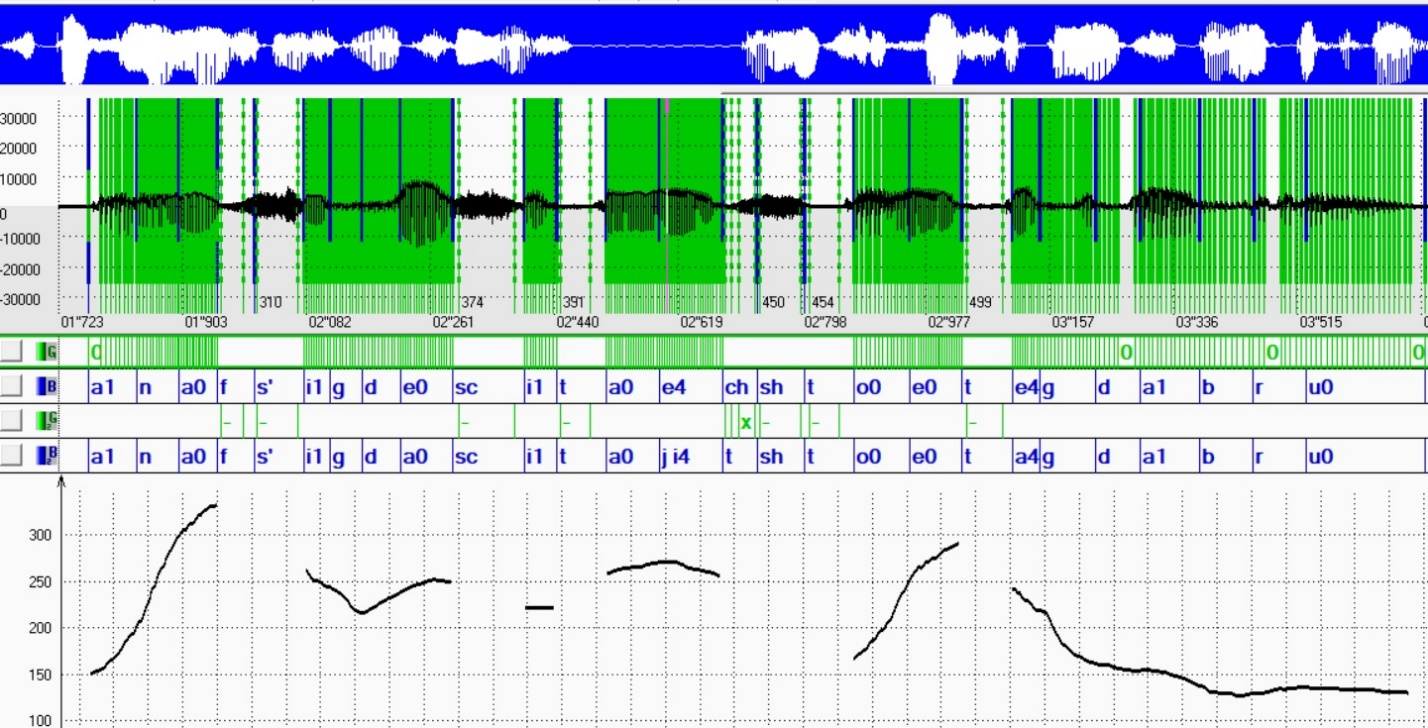 30000
20000
10000
0
-10000
-20000
-30000
310 374 391 450 454 499
01"723 01"903 02"082 02"261 02"440 02"619 02"798 02"977 03"157 03"336 03"515
G 0 0 0 0
B a1 n a0 f s' i1 g d e0 sc i1 t a0 e4 ch sh t o0 e0 t e4 g d a1 b r u0
G2 - - - - x - - -
B2 a1 n a0 f s' i1 g d a0 sc i1 t a0 j i4 t sh t o0 e0 t a4 g d a1 b r u0
300
250
200
150
100